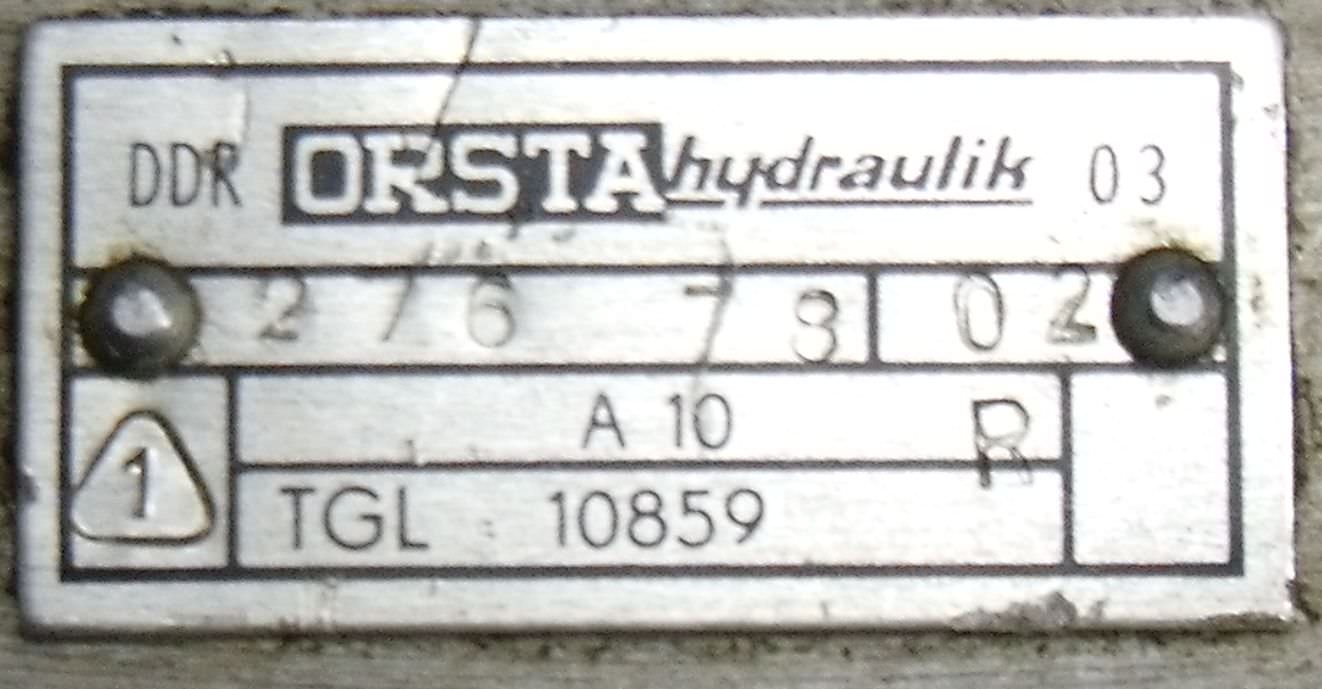 DDR ORSTA hydraulik 03
276 78 02
1 A 10 R
TGL 10859